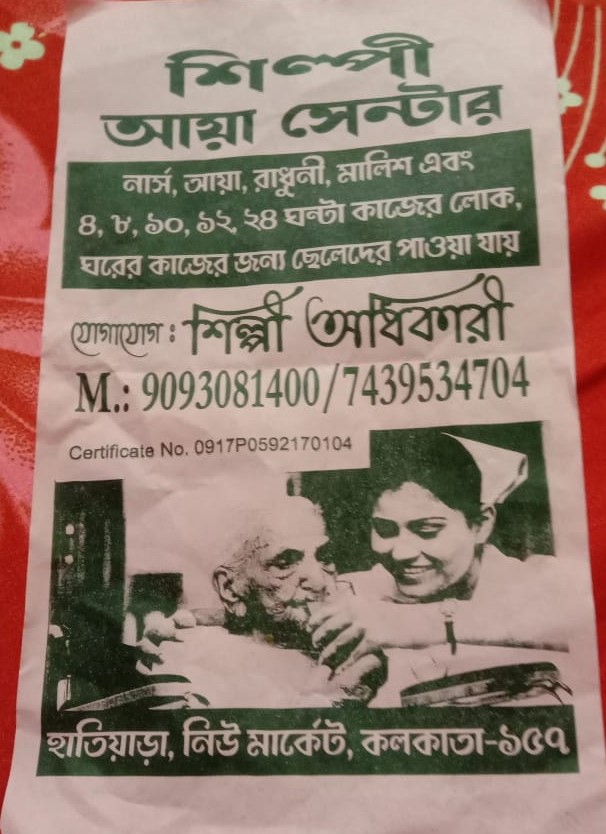 শিল্পী
আয়া সেন্টার
নার্স, আয়া, রাধুনী, মালিশ এবং
৪, ৮, ১০, ১২, ২৪ ঘন্টা কাজের লোক,
ঘরের কাজের জন্য ছেলেদের পাওয়া যায়
যোগাযোগ : শিল্পী অধিকারী
M.: 9093081400/7439534704
Certificate No. 0917P0592170104
হাতিয়াড়া, নিউ মার্কেট, কলকাতা-১৫৭